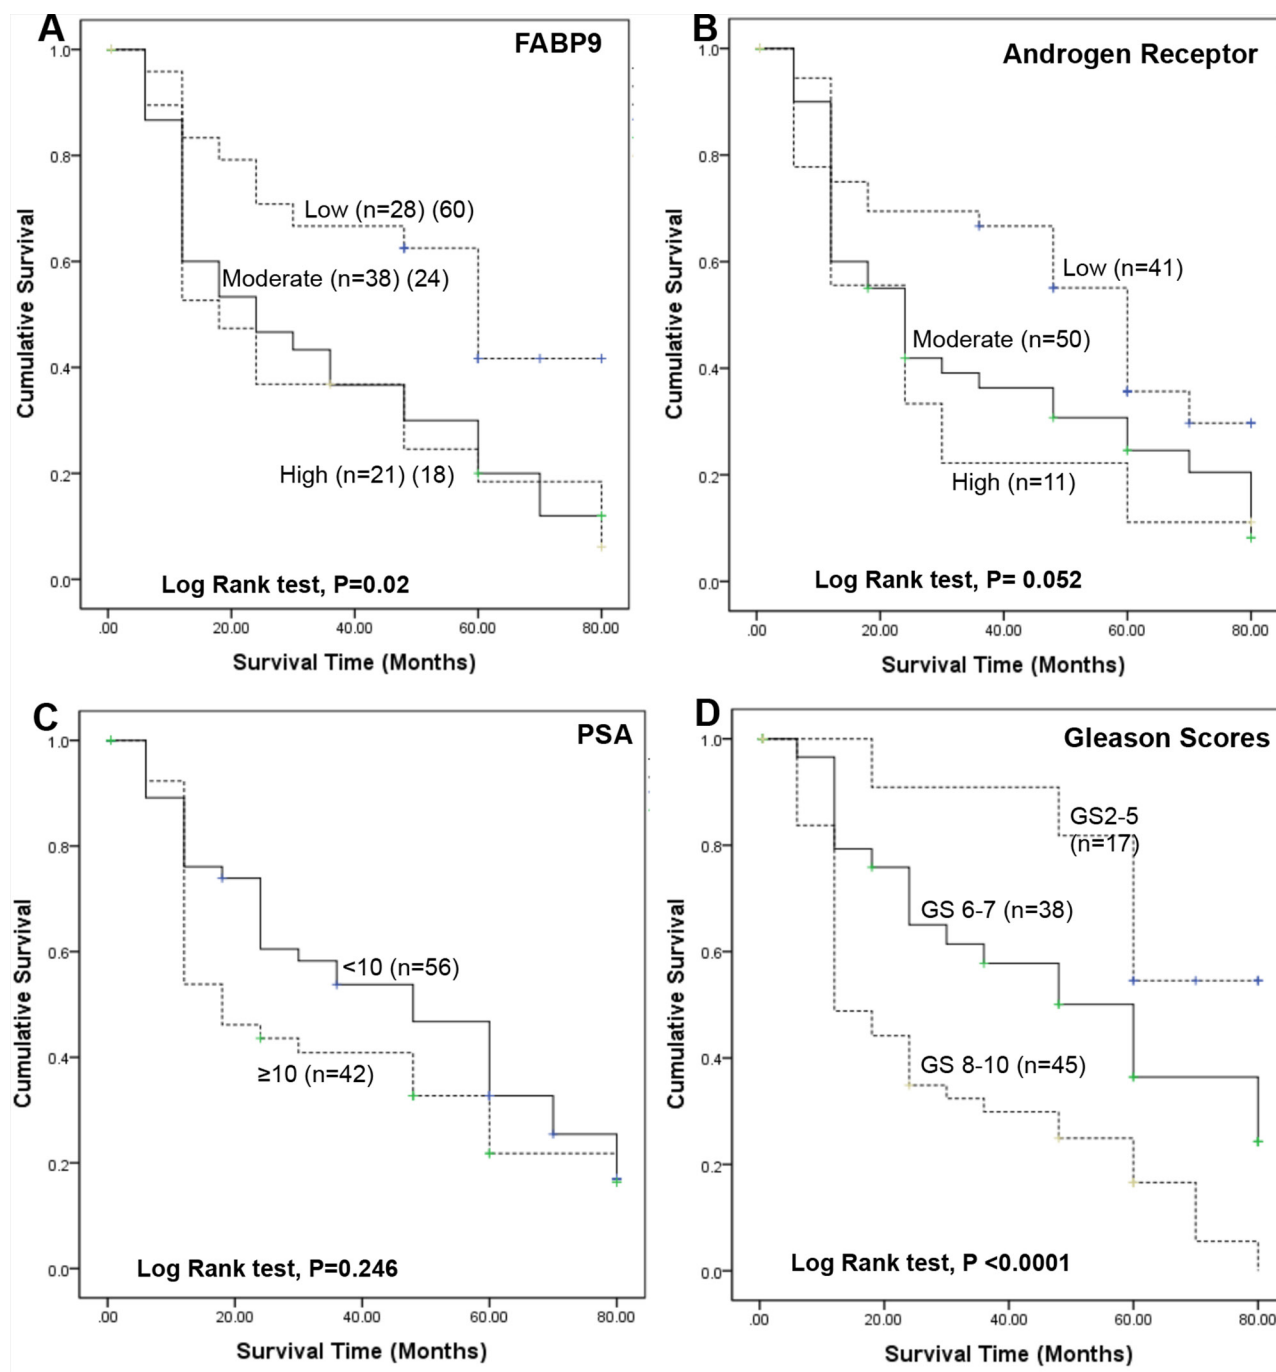 A
FABP9
1.0
0.8
0.6
0.4
0.2
0.0
Cumulative Survival
Low (n=28) (60)
Moderate (n=38) (24)
High (n=21) (18)
Log Rank test, P=0.02
.00 20.00 40.00 60.00 80.00
Survival Time (Months)
B
Androgen Receptor
1.0
0.8
0.6
0.4
0.2
0.0
Cumulative Survival
Low (n=41)
Moderate (n=50)
High (n=11)
Log Rank test, P= 0.052
.00 20.00 40.00 60.00 80.00
Survival Time (Months)
C
PSA
1.0
0.8
0.6
0.4
0.2
0.0
Cumulative Survival
<10 (n=56)
≥10 (n=42)
Log Rank test, P=0.246
.00 20.00 40.00 60.00 80.00
Survival Time (Months)
D
Gleason Scores
1.0
0.8
0.6
0.4
0.2
0.0
Cumulative Survival
GS2-5
(n=17)
GS 6-7 (n=38)
GS 8-10 (n=45)
Log Rank test, P <0.0001
.00 20.00 40.00 60.00 80.00
Survival Time (Months)